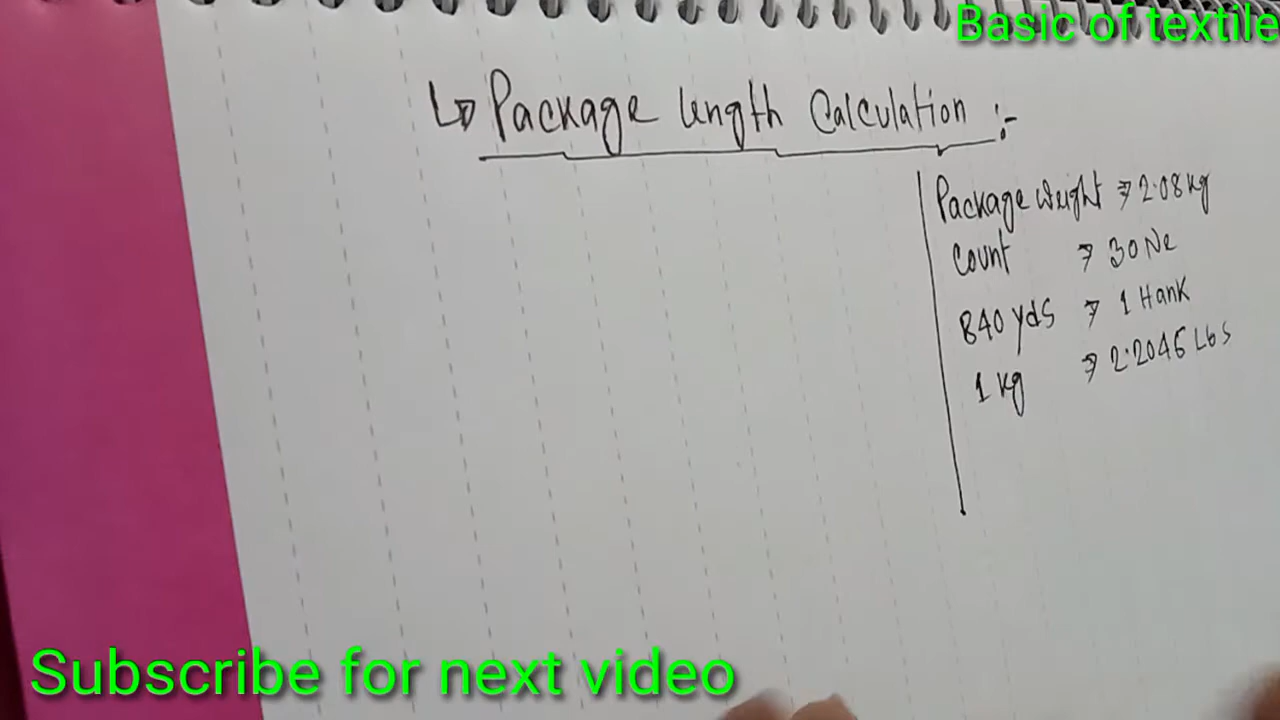 Basic of textile
Package length Calculation :-
Package weight ⇒ 2.08 kg
Count ⇒ 30 Ne
840 yds ⇒ 1 Hank
1 kg ⇒ 2.2046 Lbs
Subscribe for next video